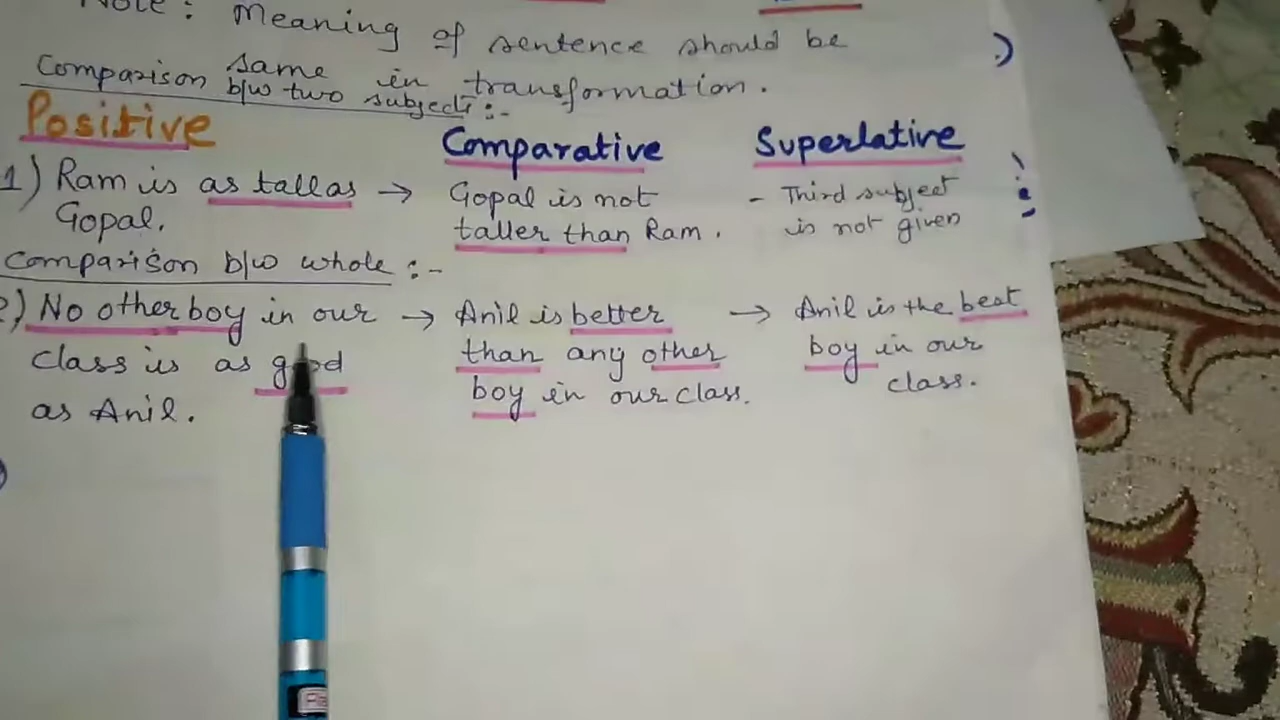 Note: Meaning of sentence should be
same in transformation.
Comparison b/w two subjects:-
Positive Comparative Superlative
1) Ram is as tall as → Gopal is not - Third subject
Gopal. taller than Ram. is not given
Comparison b/w whole :-
2) No other boy in our → Anil is better → Anil is the best
class is as good than any other boy in our
as Anil. boy in our class. class.